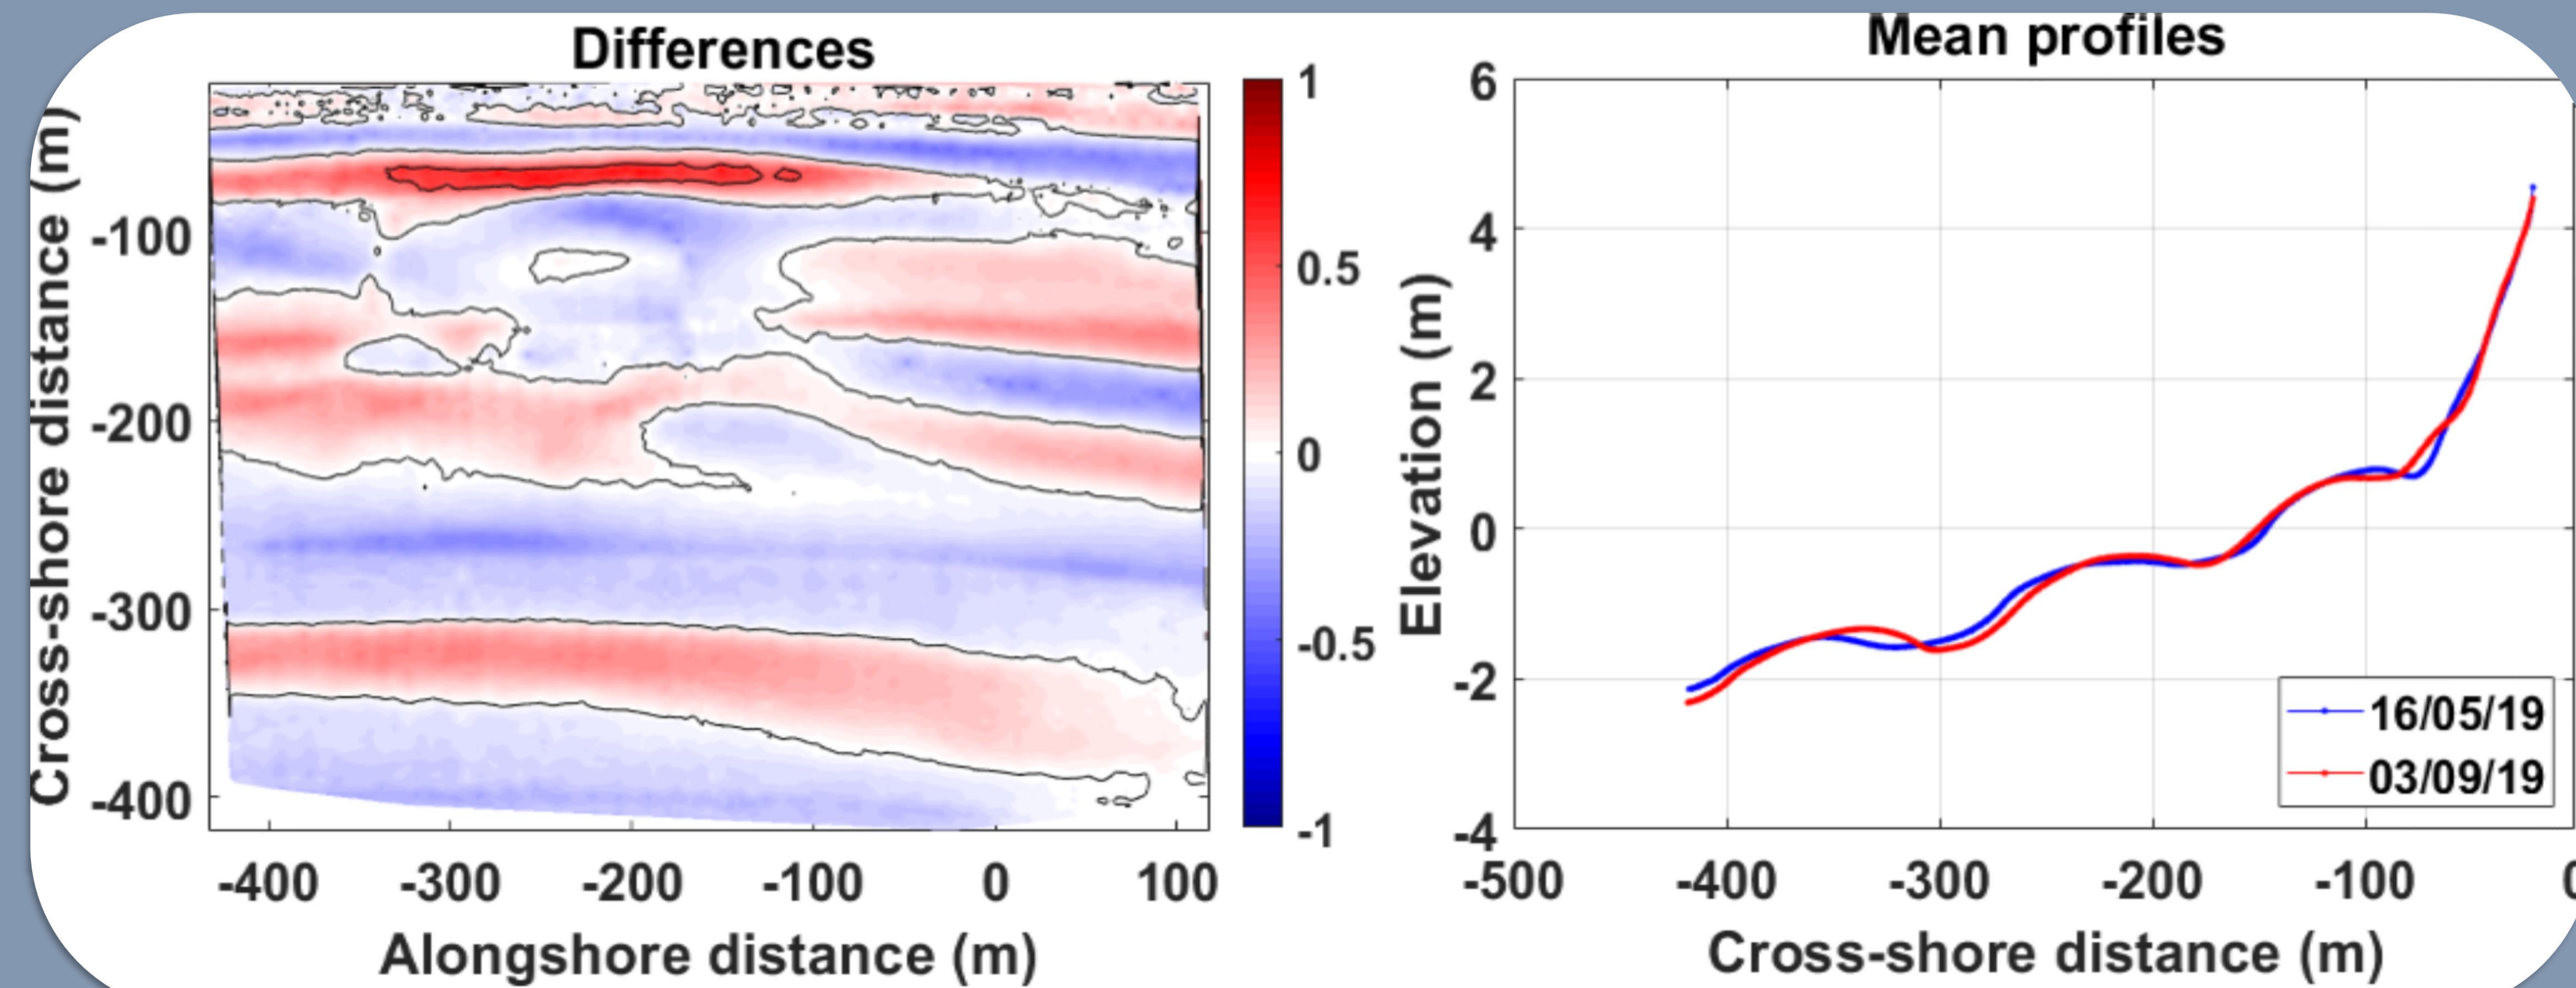 Differences
Cross-shore distance (m)
-100
-200
-300
-400
-400 -300 -200 -100 0 100
Alongshore distance (m)
1
0.5
0
-0.5
-1
Mean profiles
Elevation (m)
6
4
2
0
-2
-4
-500 -400 -300 -200 -100 0
Cross-shore distance (m)
16/05/19
03/09/19